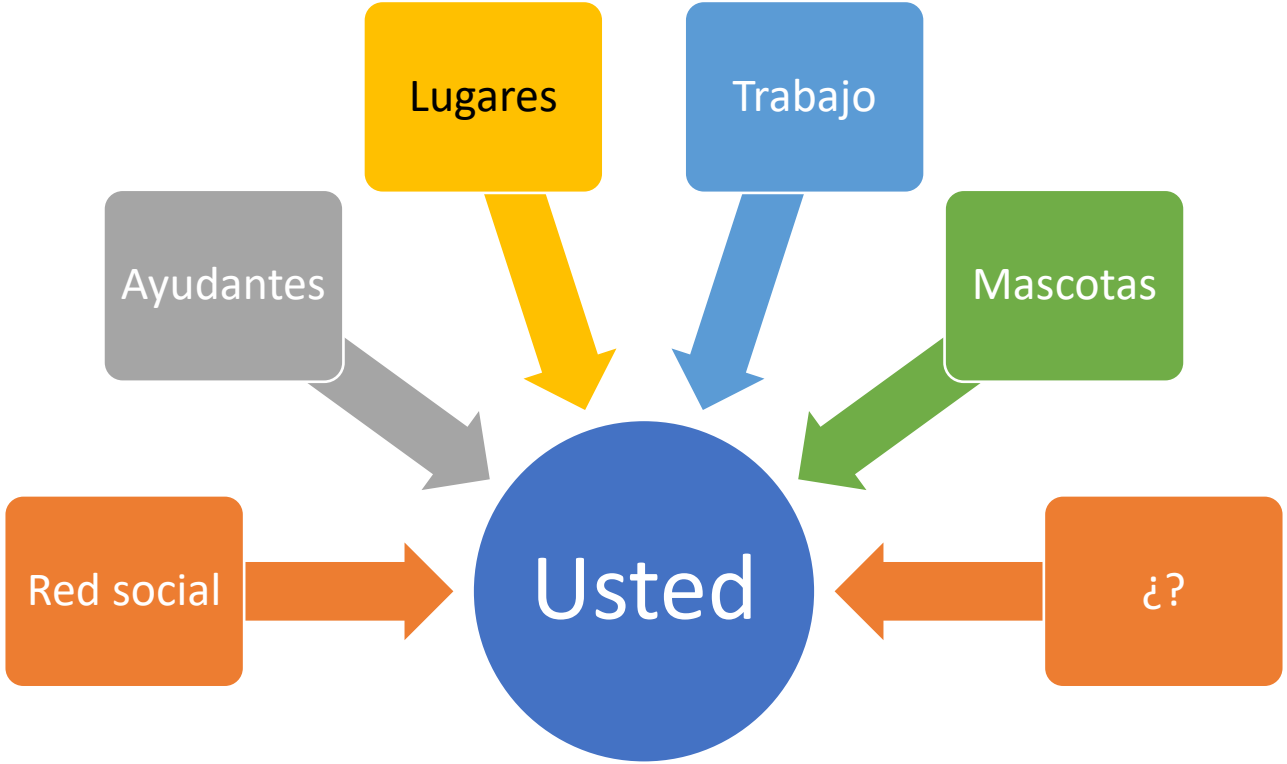 Lugares
Trabajo
Ayudantes
Mascotas
Red social
Usted
¿?